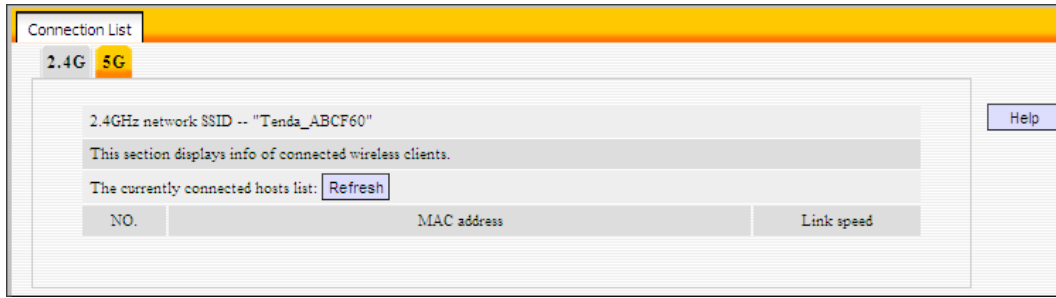 Connection List
2.4G 5G
2.4GHz network SSID -- "Tenda_ABCF60"
Help
This section displays info of connected wireless clients.
The currently connected hosts list: Refresh
NO. MAC address Link speed